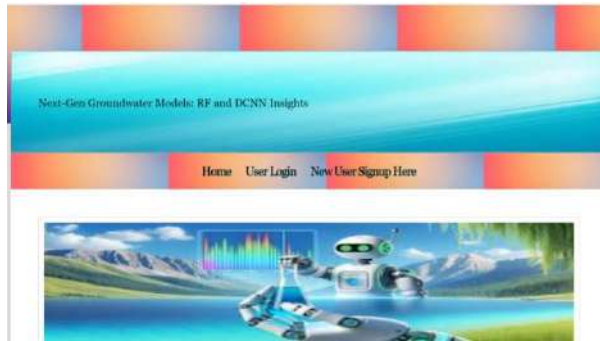 Next-Gen Groundwater Models: RF and DCNN Insights
Home User Login New User Signup Here